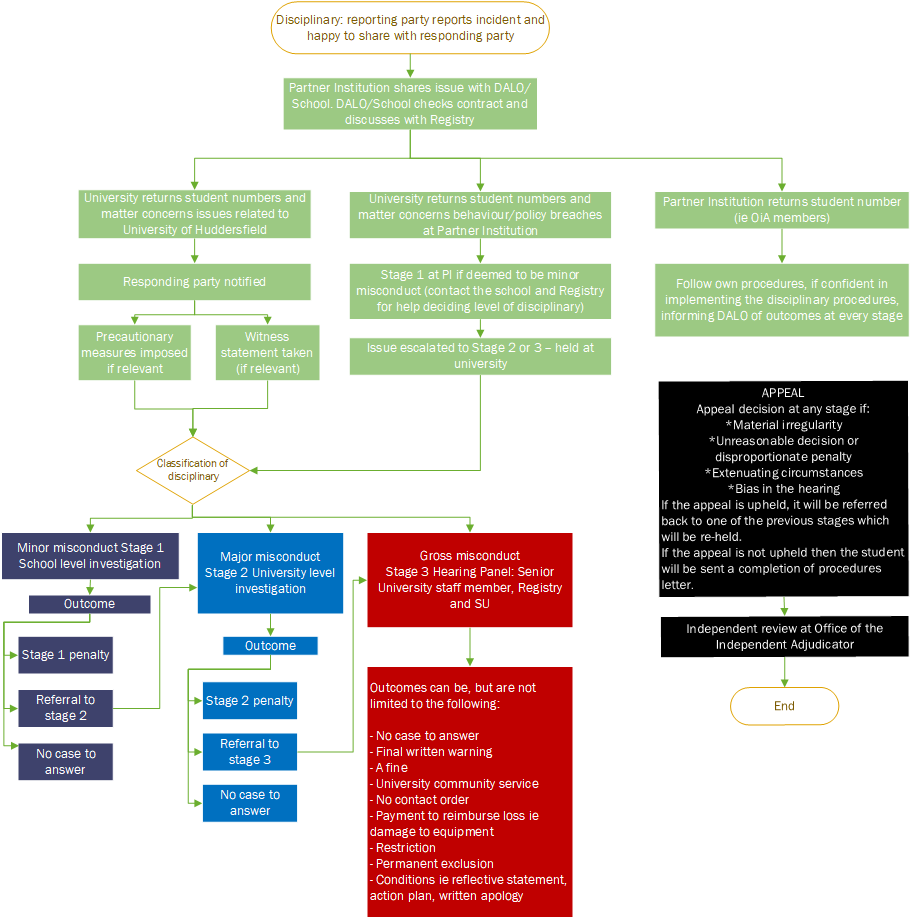 Disciplinary: reporting party reports incident and
happy to share with responding party
Partner Institution shares issue with DALO/
School. DALO/School checks contract and
discusses with Registry
University returns student numbers and
matter concerns issues related to
University of Huddersfield
University returns student numbers and
matter concerns behaviour/policy breaches
at Partner Institution
Partner Institution returns student number
(ie OiA members)
Responding party notified
Stage 1 at PI if deemed to be minor
misconduct (contact the school and Registry
for help deciding level of disciplinary)
Follow own procedures, if confident in
implementing the disciplinary procedures,
informing DALO of outcomes at every stage
Precautionary
measures imposed
if relevant
Witness
statement taken
(if relevant)
Issue escalated to Stage 2 or 3 – held at
university
APPEAL
Appeal decision at any stage if:
*Material irregularity
*Unreasonable decision or
disproportionate penalty
*Extenuating circumstances
*Bias in the hearing
If the appeal is upheld, it will be referred
back to one of the previous stages which
will be re-held.
If the appeal is not upheld then the student
will be sent a completion of procedures
letter.
Classification of
disciplinary
Minor misconduct Stage 1
School level investigation
Major misconduct
Stage 2 University level
investigation
Gross misconduct
Stage 3 Hearing Panel: Senior
University staff member, Registry
and SU
Outcome
Stage 1 penalty
Referral to
stage 2
No case to
answer
Outcome
Stage 2 penalty
Referral to
stage 3
No case to
answer
Outcomes can be, but are not
limited to the following:
- No case to answer
- Final written warning
- A fine
- University community service
- No contact order
- Payment to reimburse loss ie
damage to equipment
- Restriction
- Permanent exclusion
- Conditions ie reflective statement,
action plan, written apology
Independent review at Office of the
Independent Adjudicator
End